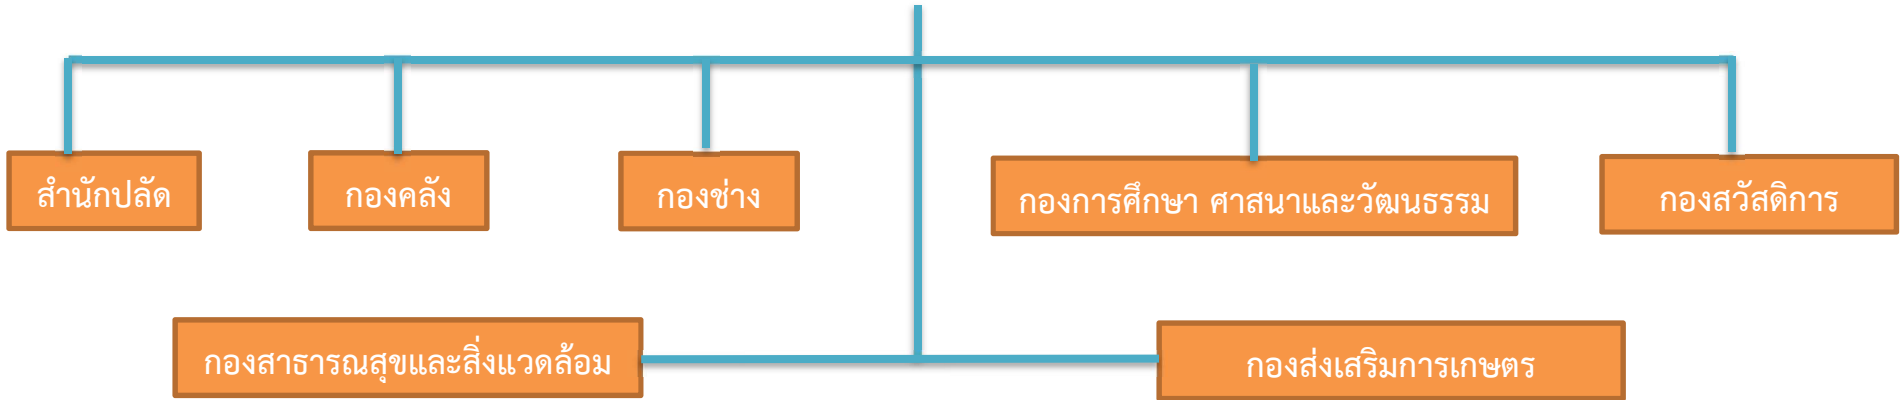 สำนักปลัด
กองคลัง
กองช่าง
กองการศึกษา ศาสนาและวัฒนธรรม
กองสวัสดิการ
กองสาธารณสุขและสิ่งแวดล้อม
กองส่งเสริมการเกษตร